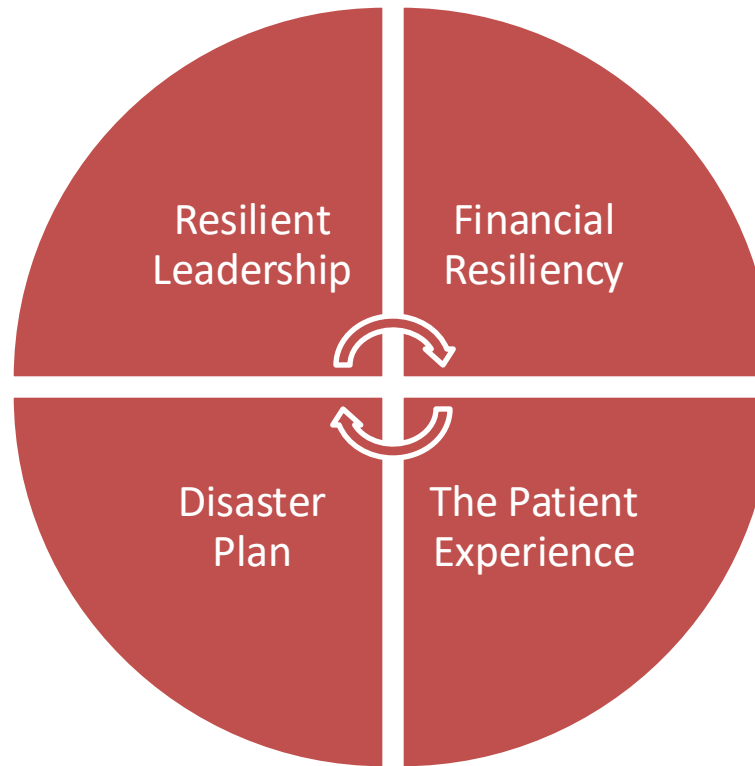 Resilient
Leadership
Financial
Resiliency
Disaster
Plan
The Patient
Experience